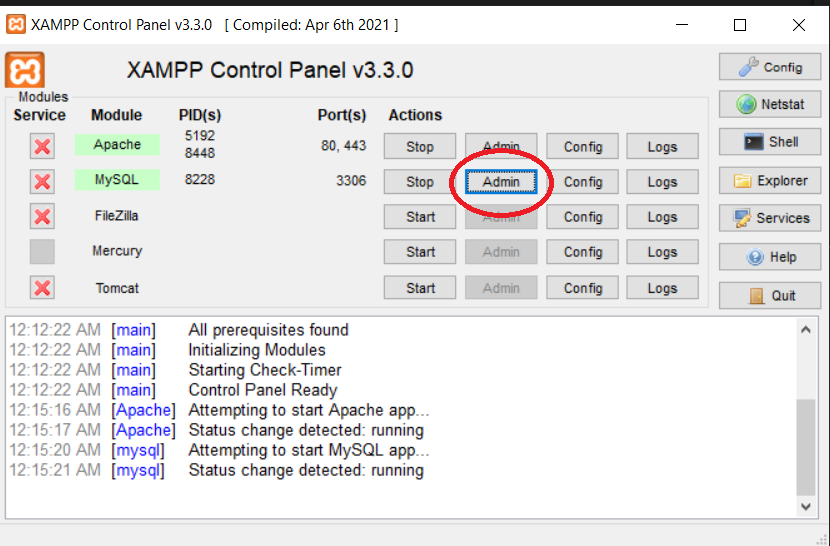 XAMPP Control Panel v3.3.0 [ Compiled: Apr 6th 2021 ]
XAMPP Control Panel v3.3.0
Config
Modules
Service Module PID(s) Port(s) Actions
Netstat
Apache 5192 8448 80, 443 Stop Admin Config Logs
Shell
MySQL 8228 3306 Stop Admin Config Logs
Explorer
FileZilla Start Admin Config Logs
Services
Mercury Start Admin Config Logs
Help
Tomcat Start Admin Config Logs
Quit
12:12:22 AM [main] All prerequisites found
12:12:22 AM [main] Initializing Modules
12:12:22 AM [main] Starting Check-Timer
12:12:22 AM [main] Control Panel Ready
12:15:16 AM [Apache] Attempting to start Apache app...
12:15:17 AM [Apache] Status change detected: running
12:15:20 AM [mysql] Attempting to start MySQL app...
12:15:21 AM [mysql] Status change detected: running